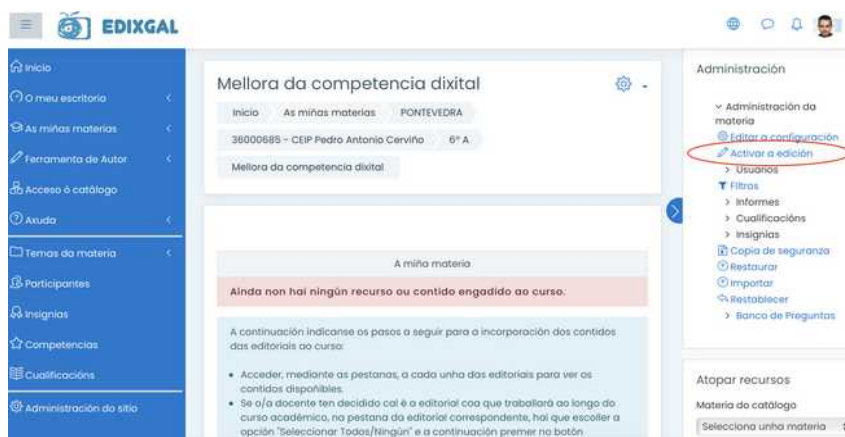 EDIXGAL
Inicio
O meu escritorio
As miñas materias
Ferramenta de Autor
Acceso ó catálogo
Axuda
Temas da materia
Participantes
Insignias
Competencias
Cualificacións
Administración do sitio
Mellora da competencia dixital
Inicio As miñas materias PONTEVEDRA
36000685 - CEIP Pedro Antonio Cerviño 6º A
Mellora da competencia dixital
A miña materia
Aínda non hai ningún recurso ou contido engadido ao curso.
A continuación indícanse os pasos a seguir para a incorporación dos contidos
das editoriais ao curso:
Acceder, mediante as pestanas, a cada unha das editoriais para ver os
contidos dispoñibles.
Se o/a docente ten decidido cal é a editorial coa que traballará ao longo do
curso académico, na pestana da editorial correspondente, hai que escoller a
opción "Seleccionar Todos/Ningún" e a continuación premer no botón
Administración
Administración da
materia
Editar a configuración
Activar a edición
Usuarios
Filtros
Informes
Cualificacións
Insignias
Copia de seguranza
Restaurar
Importar
Restablecer
Banco de Preguntas
Atopar recursos
Materia do catálogo
Selecciona unha materia